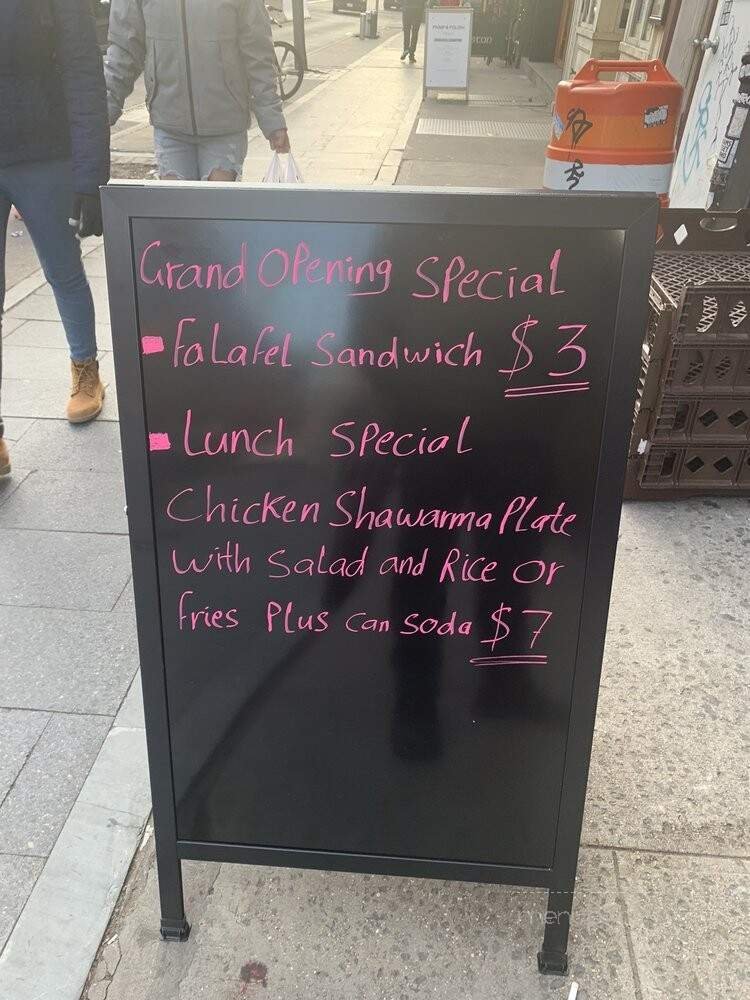 Grand Opening Special
Falafel Sandwich $3
Lunch Special
Chicken Shawarma Plate
with Salad and Rice or
fries Plus Can Soda $7